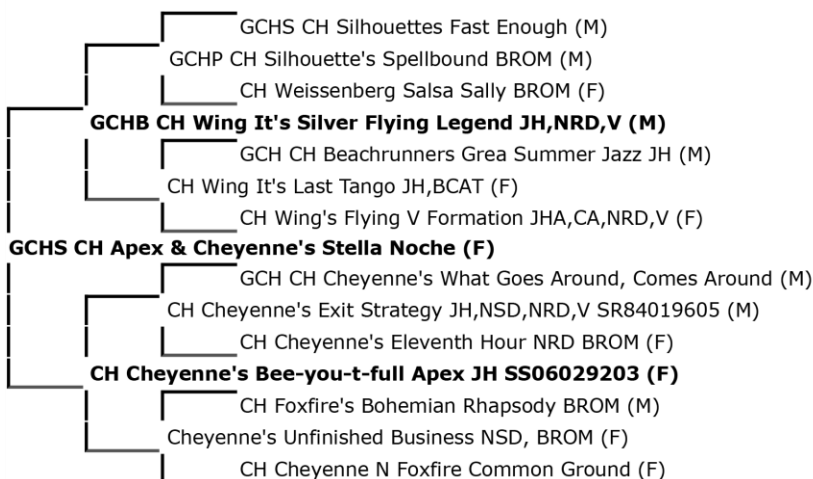 GCHS CH Silhouettes Fast Enough (M)
GCHP CH Silhouette's Spellbound BROM (M)
CH Weissenberg Salsa Sally BROM (F)
GCHB CH Wing It's Silver Flying Legend JH,NRD,V (M)
GCH CH Beachrunners Grea Summer Jazz JH (M)
CH Wing It's Last Tango JH,BCAT (F)
CH Wing's Flying V Formation JHA,CA,NRD,V (F)
GCHS CH Apex & Cheyenne's Stella Noche (F)
GCH CH Cheyenne's What Goes Around, Comes Around (M)
CH Cheyenne's Exit Strategy JH,NSD,NRD,V SR84019605 (M)
CH Cheyenne's Eleventh Hour NRD BROM (F)
CH Cheyenne's Bee-you-t-full Apex JH SS06029203 (F)
CH Foxfire's Bohemian Rhapsody BROM (M)
Cheyenne's Unfinished Business NSD, BROM (F)
CH Cheyenne N Foxfire Common Ground (F)